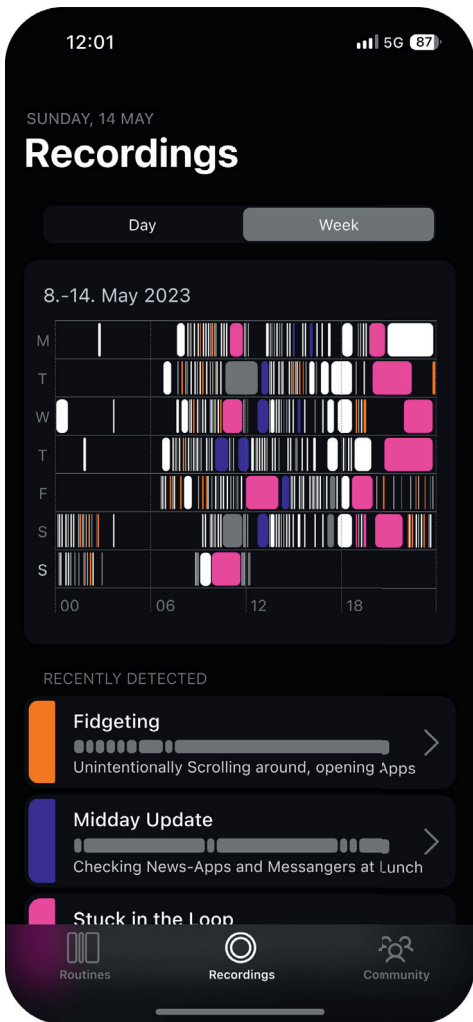 12:01
5G 87
SUNDAY, 14 MAY
Recordings
Day Week
8.-14. May 2023
M
T
W
T
F
S
S
00 06 12 18
RECENTLY DETECTED
Fidgeting
Unintentionally Scrolling around, opening Apps
Midday Update
Checking News-Apps and Messangers at Lunch
Stuck in the Loop
Routines Recordings Community